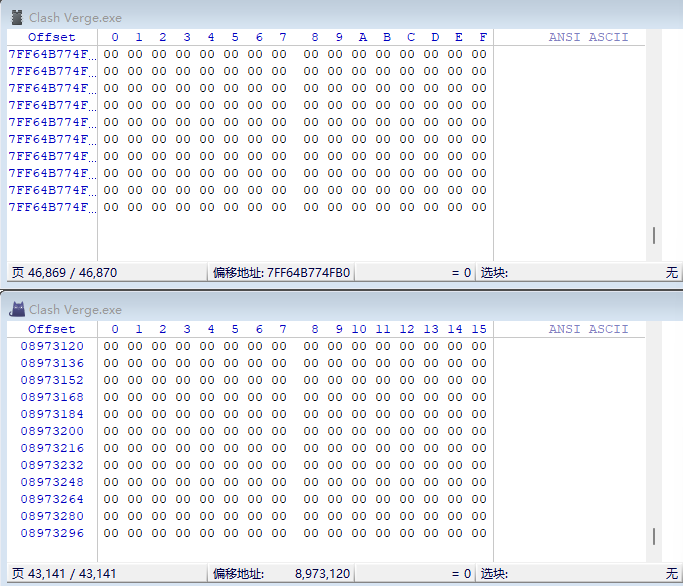 Clash Verge.exe
Offset 0 1 2 3 4 5 6 7 8 9 A B C D E F ANSI ASCII
7FF64B774F... 00 00 00 00 00 00 00 00 00 00 00 00 00 00 00 00
7FF64B774F... 00 00 00 00 00 00 00 00 00 00 00 00 00 00 00 00
7FF64B774F... 00 00 00 00 00 00 00 00 00 00 00 00 00 00 00 00
7FF64B774F... 00 00 00 00 00 00 00 00 00 00 00 00 00 00 00 00
7FF64B774F... 00 00 00 00 00 00 00 00 00 00 00 00 00 00 00 00
7FF64B774F... 00 00 00 00 00 00 00 00 00 00 00 00 00 00 00 00
7FF64B774F... 00 00 00 00 00 00 00 00 00 00 00 00 00 00 00 00
7FF64B774F... 00 00 00 00 00 00 00 00 00 00 00 00 00 00 00 00
7FF64B774F... 00 00 00 00 00 00 00 00 00 00 00 00 00 00 00 00
7FF64B774F... 00 00 00 00 00 00 00 00 00 00 00 00 00 00 00 00
页 46,869 / 46,870 偏移地址: 7FF64B774FB0 = 0 选块: 无
Clash Verge.exe
Offset 0 1 2 3 4 5 6 7 8 9 10 11 12 13 14 15 ANSI ASCII
08973120 00 00 00 00 00 00 00 00 00 00 00 00 00 00 00 00
08973136 00 00 00 00 00 00 00 00 00 00 00 00 00 00 00 00
08973152 00 00 00 00 00 00 00 00 00 00 00 00 00 00 00 00
08973168 00 00 00 00 00 00 00 00 00 00 00 00 00 00 00 00
08973184 00 00 00 00 00 00 00 00 00 00 00 00 00 00 00 00
08973200 00 00 00 00 00 00 00 00 00 00 00 00 00 00 00 00
08973216 00 00 00 00 00 00 00 00 00 00 00 00 00 00 00 00
08973232 00 00 00 00 00 00 00 00 00 00 00 00 00 00 00 00
08973248 00 00 00 00 00 00 00 00 00 00 00 00 00 00 00 00
08973264 00 00 00 00 00 00 00 00 00 00 00 00 00 00 00 00
08973280 00 00 00 00 00 00 00 00 00 00 00 00 00 00 00 00
08973296 00 00 00 00 00 00 00 00 00 00 00 00 00 00 00 00
页 43,141 / 43,141 偏移地址: 8,973,120 = 0 选块: 无